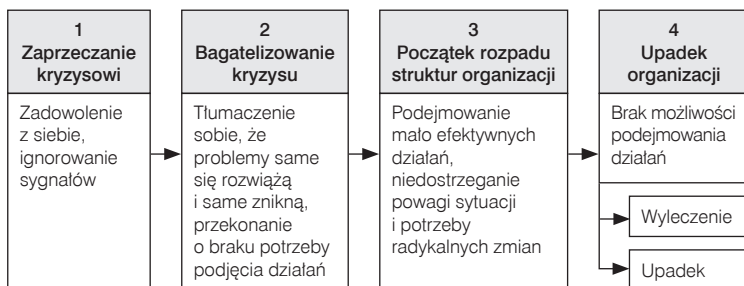 1
Zaprzeczanie
kryzysowi
Zadowolenie
z siebie,
ignorowanie
sygnałów
2
Bagatelizowanie
kryzysu
Tłumaczenie
sobie, że
problemy same
się rozwiążą
i same znikną,
przekonanie
o braku potrzeby
podjęcia działań
3
Początek rozpadu
struktur organizacji
Podejmowanie
mało efektywnych
działań,
niedostrzeganie
powagi sytuacji
i potrzeby
radykalnych zmian
4
Upadek
organizacji
Brak możliwości
podejmowania
działań
Wyleczenie
Upadek